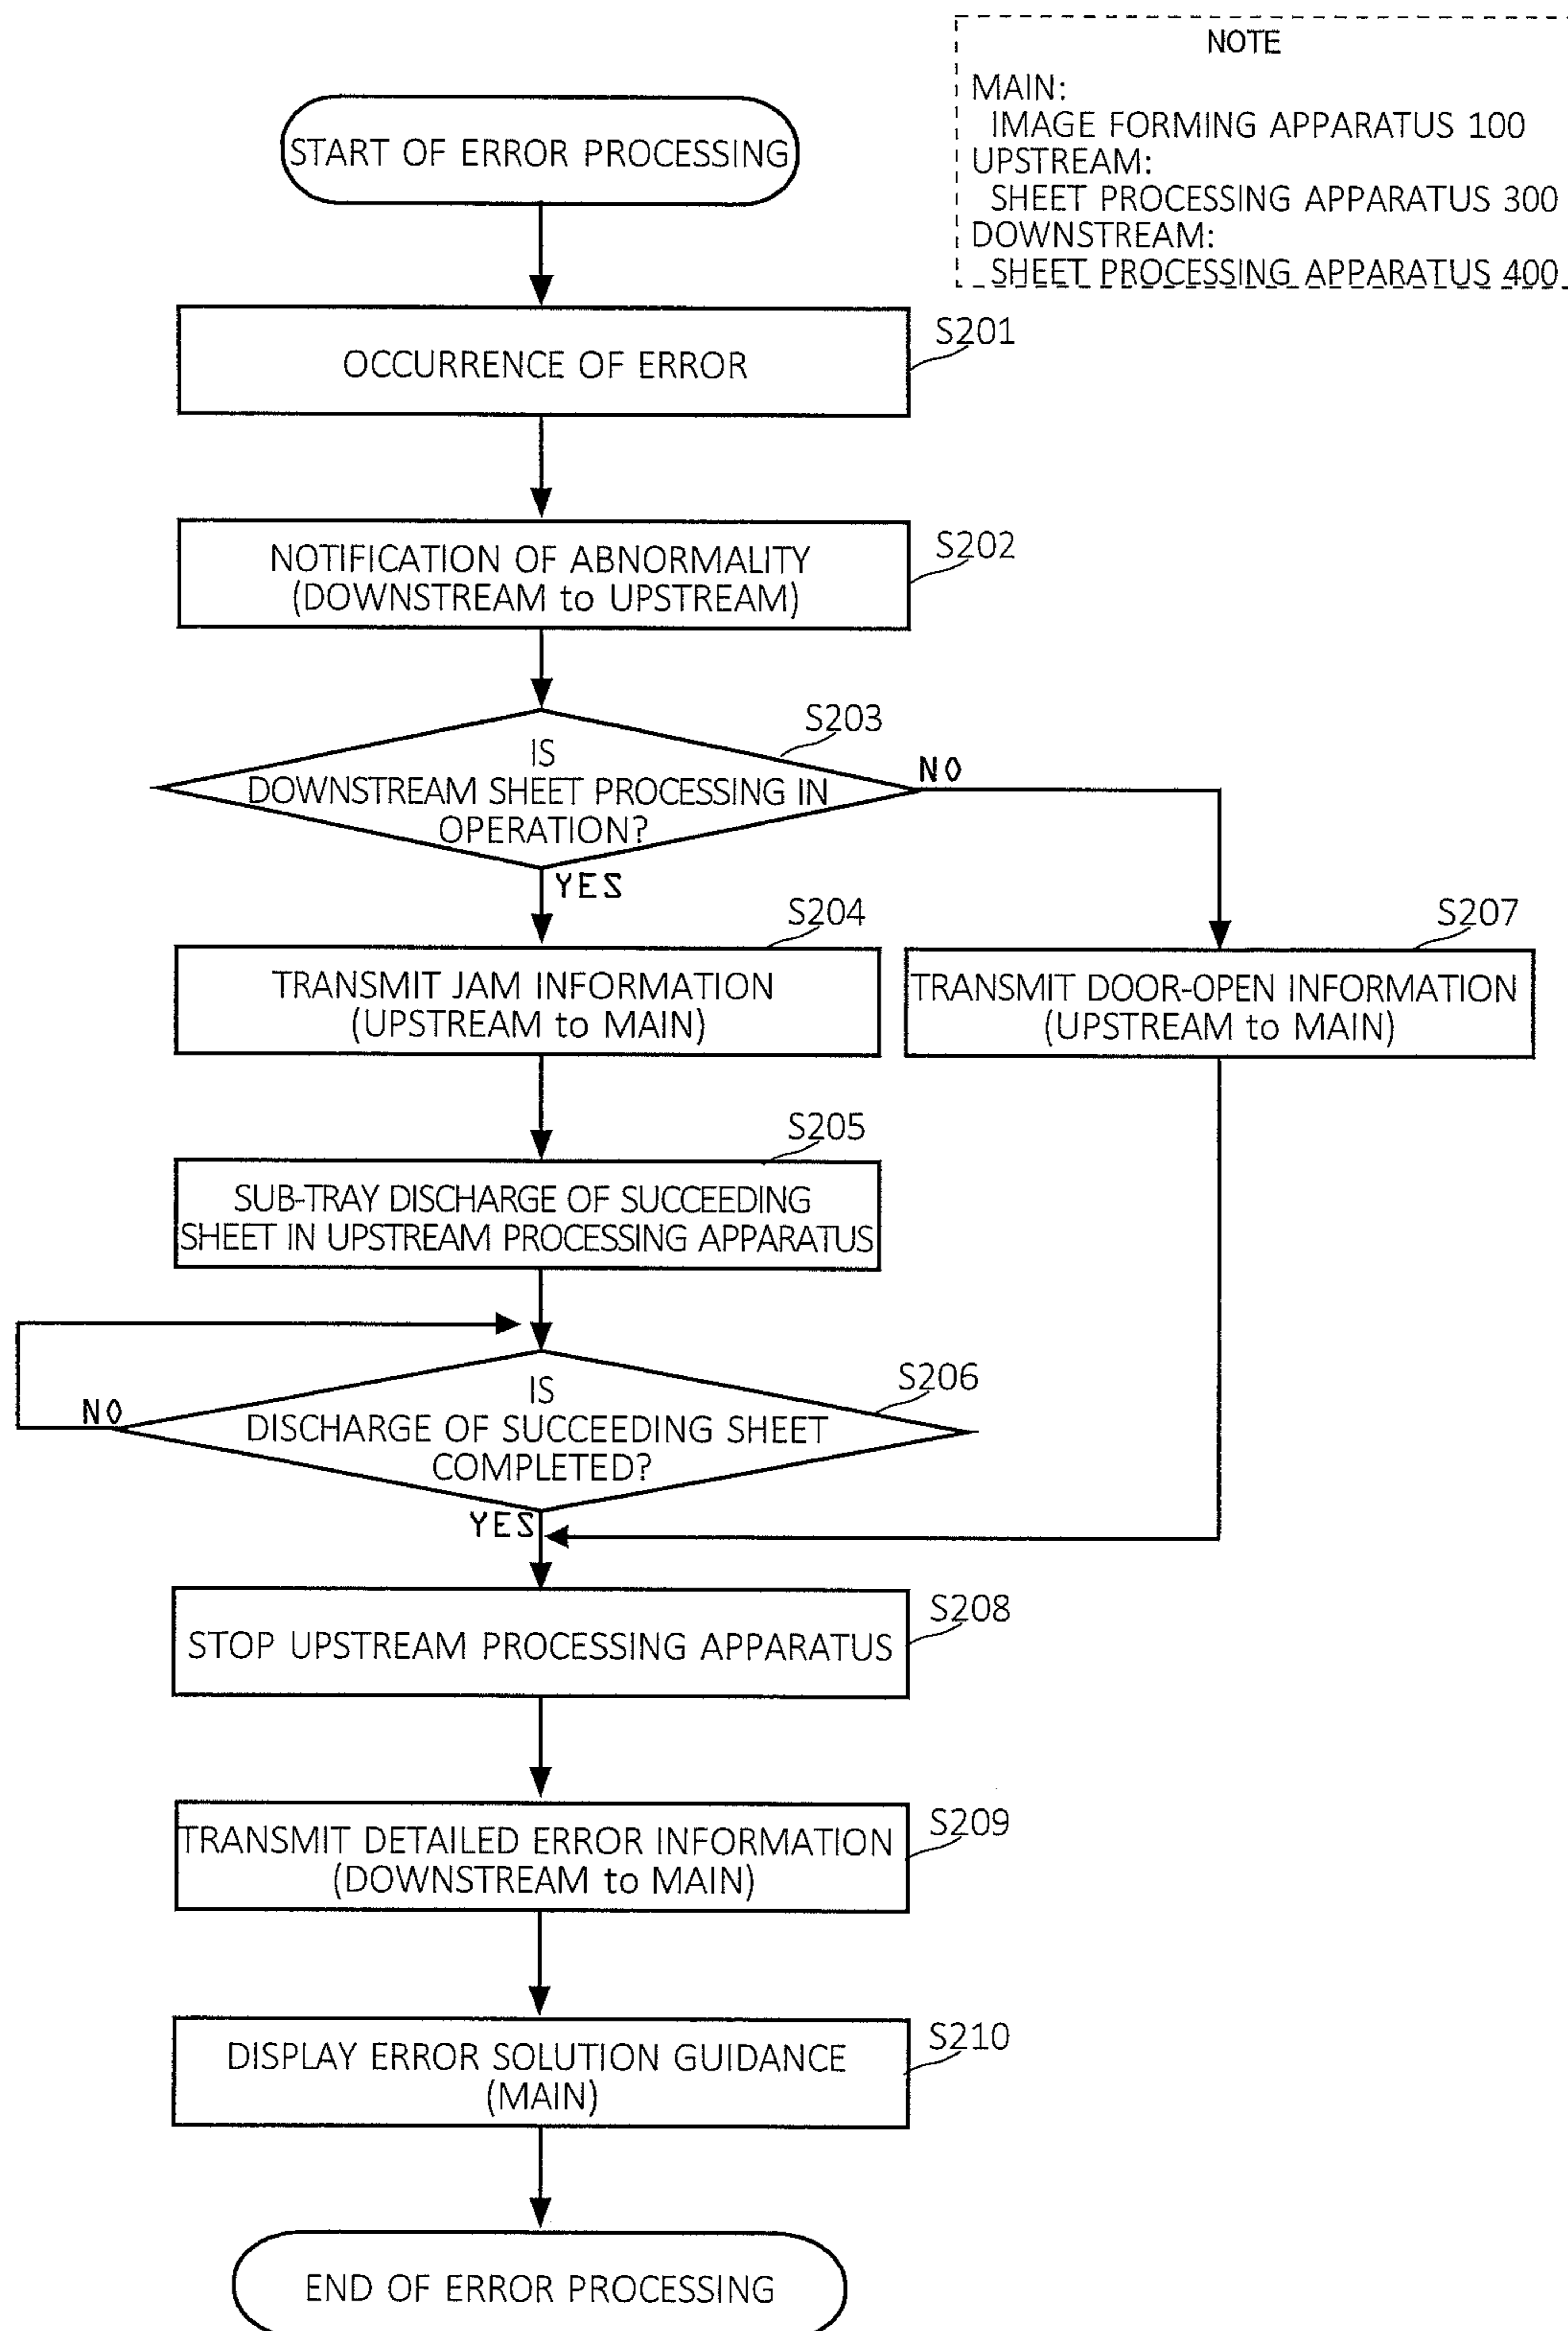 NOTE
MAIN:
IMAGE FORMING APPARATUS 100
UPSTREAM:
SHEET PROCESSING APPARATUS 300
DOWNSTREAM:
SHEET PROCESSING APPARATUS 400
START OF ERROR PROCESSING
S201
OCCURRENCE OF ERROR
S202
NOTIFICATION OF ABNORMALITY
(DOWNSTREAM to UPSTREAM)
S203
IS
DOWNSTREAM SHEET PROCESSING IN
OPERATION?
NO
YES
S204
TRANSMIT JAM INFORMATION
(UPSTREAM to MAIN)
S207
TRANSMIT DOOR-OPEN INFORMATION
(UPSTREAM to MAIN)
S205
SUB-TRAY DISCHARGE OF SUCCEEDING
SHEET IN UPSTREAM PROCESSING APPARATUS
S206
IS
DISCHARGE OF SUCCEEDING SHEET
COMPLETED?
NO
YES
S208
STOP UPSTREAM PROCESSING APPARATUS
S209
TRANSMIT DETAILED ERROR INFORMATION
(DOWNSTREAM to MAIN)
S210
DISPLAY ERROR SOLUTION GUIDANCE
(MAIN)
END OF ERROR PROCESSING